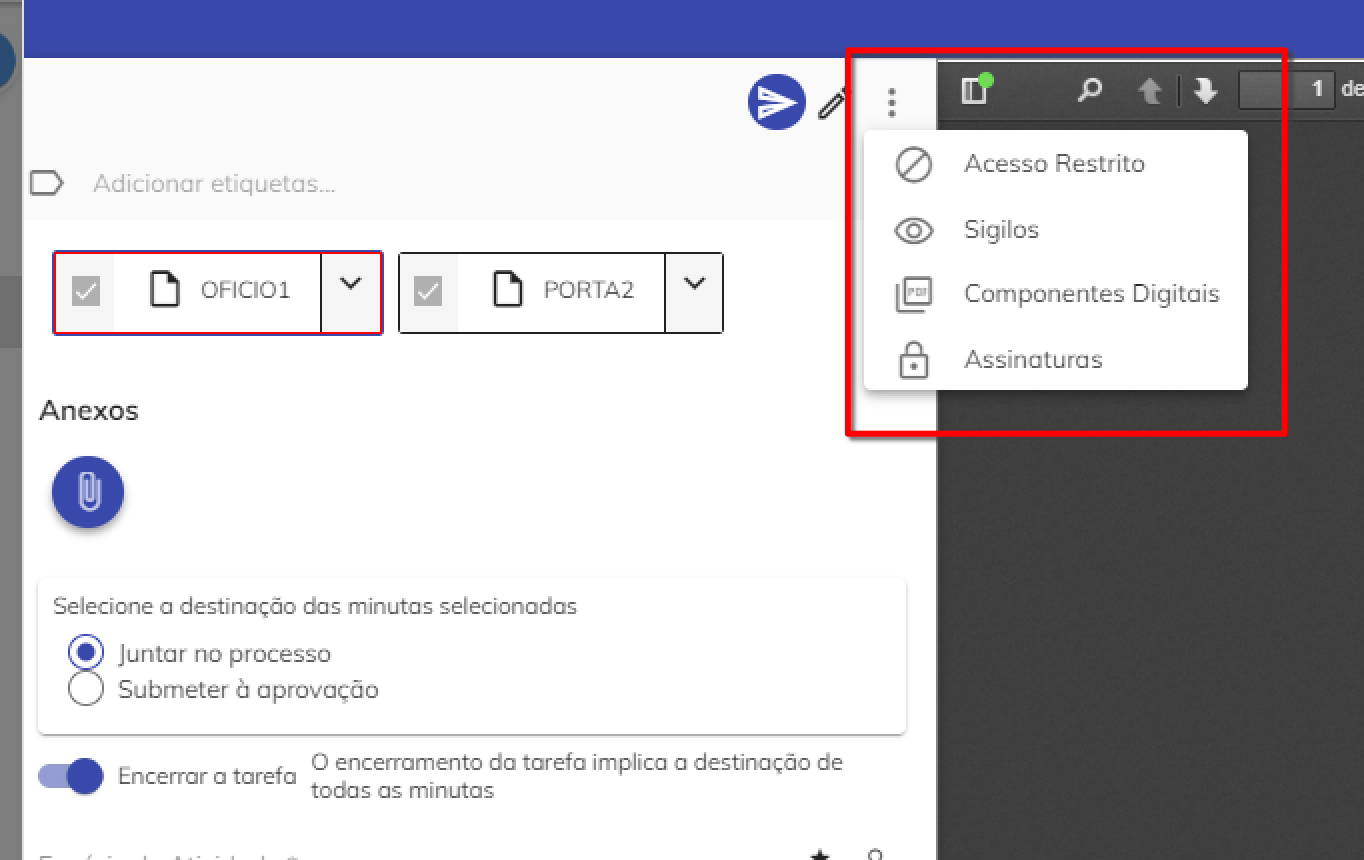 1 de
Acesso Restrito
Adicionar etiquetas...
Sigilos
OFICIO1
PORTA2
Componentes Digitais
PDF
Assinaturas
Anexos
Selecione a destinação das minutas selecionadas
Juntar no processo
Submeter à aprovação
Encerrar a tarefa
O encerramento da tarefa implica a destinação de
todas as minutas